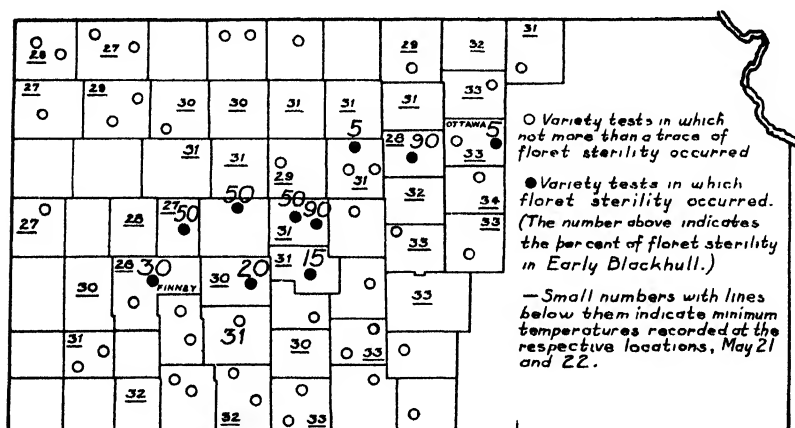 31
28 27 29 32
27 29 30 30 31 31 31 33
5 OTTAWA 5
31 31 29 31 28 90 33
50 50 90 32 34
27 28 27 50 31 33 33
28 30 30 20 31 15
30 FINNEY 33
31 31 30 33
32 32 33
○ Variety tests in which
not more than a trace of
floret sterility occurred
● Variety tests in which
floret sterility occurred.
(The number above indicates
the per cent of floret sterility
in Early Blackhull.)
— Small numbers with lines
below them indicate minimum
temperatures recorded at the
respective locations, May 21
and 22.